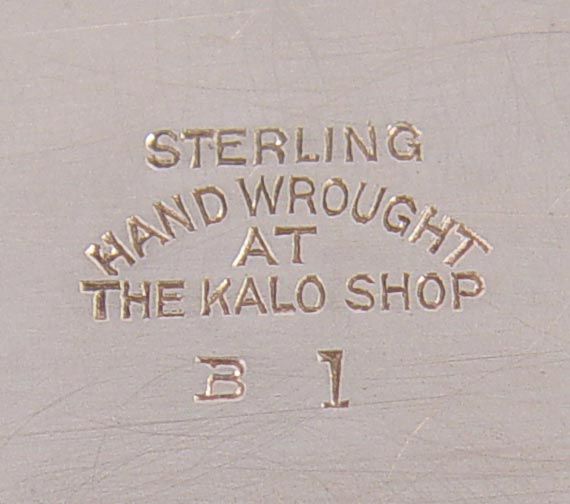 STERLING
HAND WROUGHT
AT
THE KALO SHOP
B 1